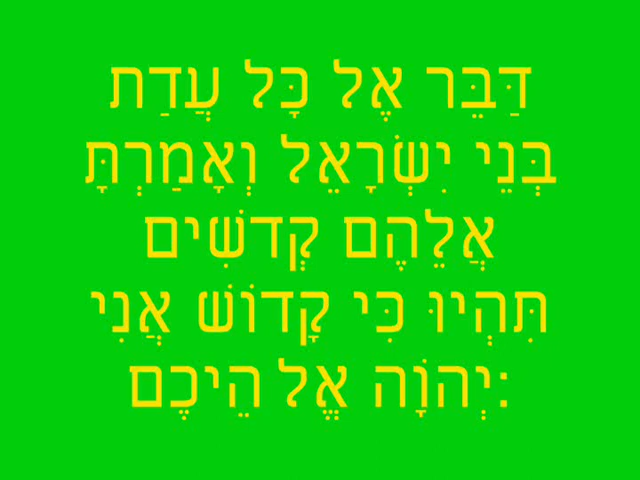 דַּבֵּר אֶל כָּל עֲדַת
בְּנֵי יִשְׂרָאֵל וְאָמַרְתָּ
אֲלֵהֶם קְדשִׁים
תִּהְיוּ כִּי קָדוֹשׁ אֲנִי
יְהוָֹה אֱל הֵיכֶם: